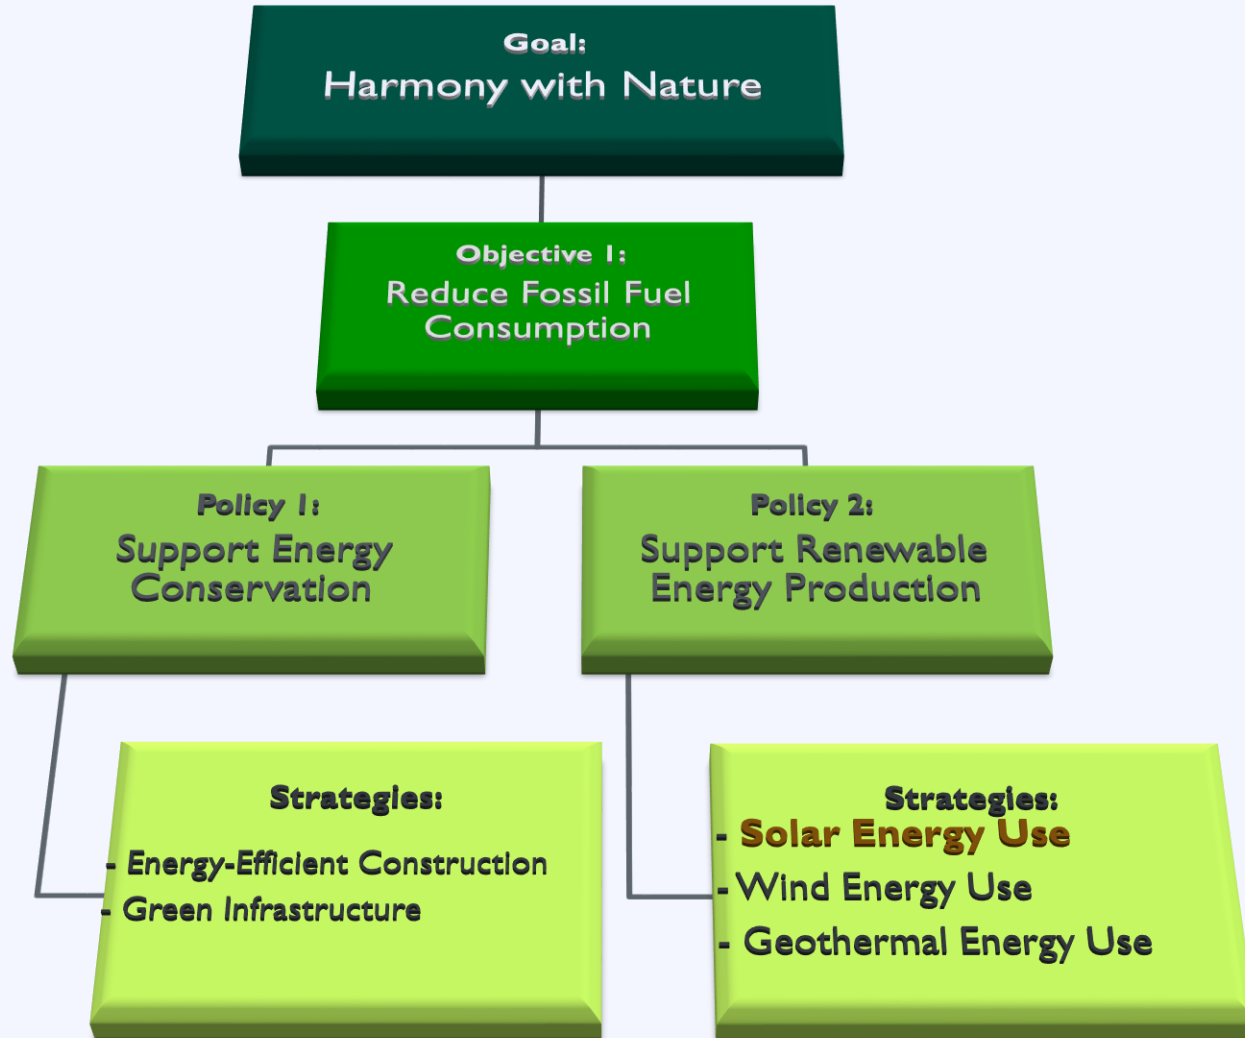 Goal:
Harmony with Nature
Objective 1:
Reduce Fossil Fuel
Consumption
Policy 1:
Support Energy
Conservation
Policy 2:
Support Renewable
Energy Production
Strategies:
- Energy-Efficient Construction
- Green Infrastructure
Strategies:
- Solar Energy Use
- Wind Energy Use
- Geothermal Energy Use